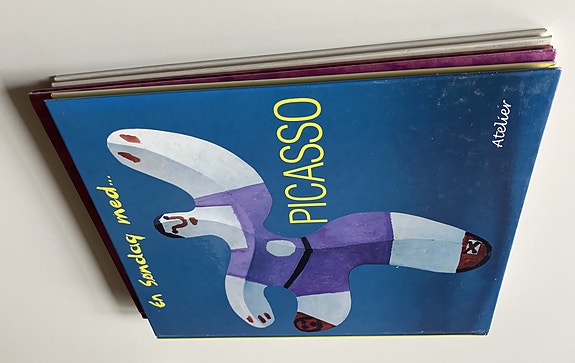 En søndag med...
PICASSO
Atelier